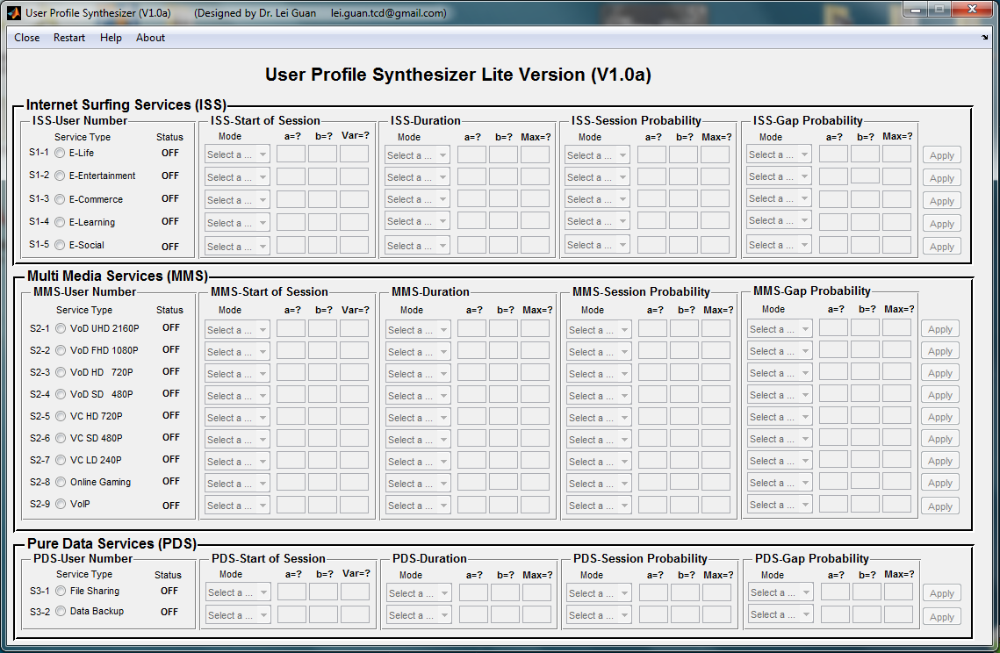 User Profile Synthesizer (V1.0a) (Designed by Dr. Lei Guan lei.guan.tcd@gmail.com)
Close Restart Help About
User Profile Synthesizer Lite Version (V1.0a)
Internet Surfing Services (ISS)
ISS-User Number ISS-Start of Session ISS-Duration ISS-Session Probability ISS-Gap Probability
Service Type Status Mode a=? b=? Var=? Mode a=? b=? Max=? Mode a=? b=? Max=? Mode a=? b=? Max=?
S1-1 E-Life OFF Select a ... Select a ... Select a ... Select a ... Apply
S1-2 E-Entertainment OFF Select a ... Select a ... Select a ... Select a ... Apply
S1-3 E-Commerce OFF Select a ... Select a ... Select a ... Select a ... Apply
S1-4 E-Learning OFF Select a ... Select a ... Select a ... Select a ... Apply
S1-5 E-Social OFF Select a ... Select a ... Select a ... Select a ... Apply
Multi Media Services (MMS)
MMS-User Number MMS-Start of Session MMS-Duration MMS-Session Probability MMS-Gap Probability
Service Type Status Mode a=? b=? Var=? Mode a=? b=? Max=? Mode a=? b=? Max=? Mode a=? b=? Max=?
S2-1 VoD UHD 2160P OFF Select a ... Select a ... Select a ... Select a ... Apply
S2-2 VoD FHD 1080P OFF Select a ... Select a ... Select a ... Select a ... Apply
S2-3 VoD HD 720P OFF Select a ... Select a ... Select a ... Select a ... Apply
S2-4 VoD SD 480P OFF Select a ... Select a ... Select a ... Select a ... Apply
S2-5 VC HD 720P OFF Select a ... Select a ... Select a ... Select a ... Apply
S2-6 VC SD 480P OFF Select a ... Select a ... Select a ... Select a ... Apply
S2-7 VC LD 240P OFF Select a ... Select a ... Select a ... Select a ... Apply
S2-8 Online Gaming OFF Select a ... Select a ... Select a ... Select a ... Apply
S2-9 VoIP OFF Select a ... Select a ... Select a ... Select a ... Apply
Pure Data Services (PDS)
PDS-User Number PDS-Start of Session PDS-Duration PDS-Session Probability PDS-Gap Probability
Service Type Status Mode a=? b=? Var=? Mode a=? b=? Max=? Mode a=? b=? Max=? Mode a=? b=? Max=?
S3-1 File Sharing OFF Select a ... Select a ... Select a ... Select a ... Apply
S3-2 Data Backup OFF Select a ... Select a ... Select a ... Select a ... Apply